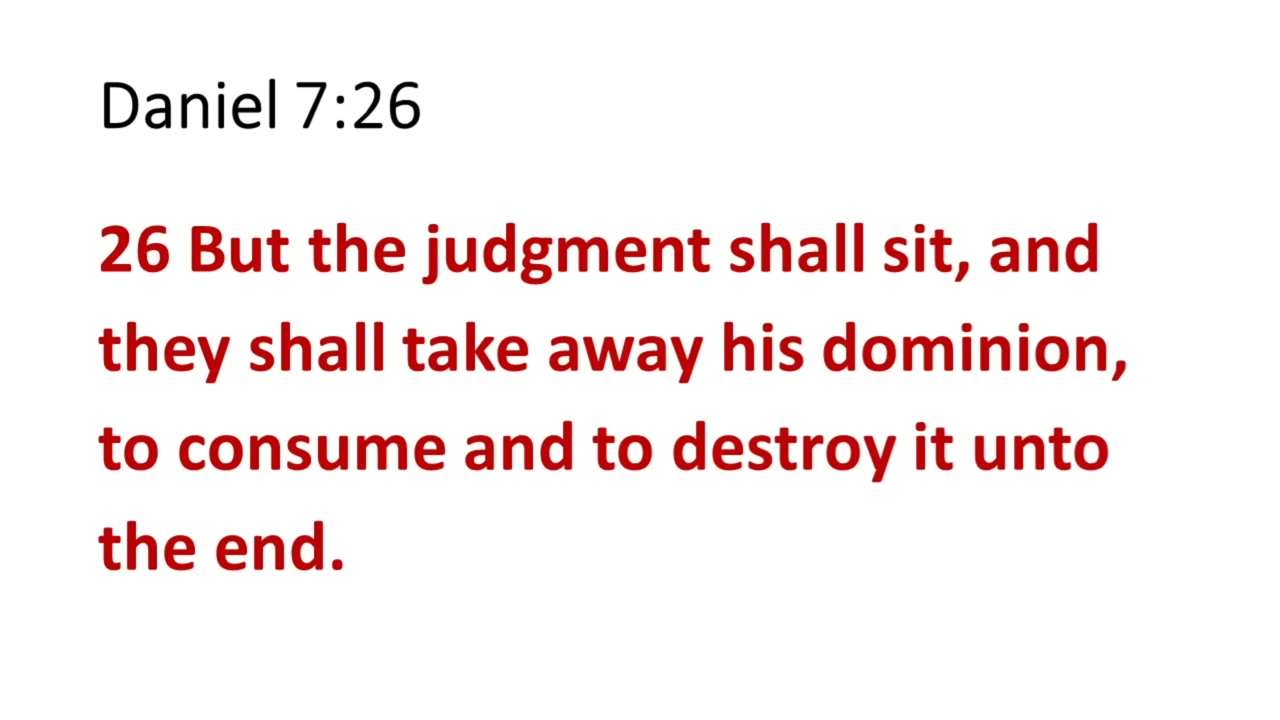 Daniel 7:26
26 But the judgment shall sit, and
they shall take away his dominion,
to consume and to destroy it unto
the end.